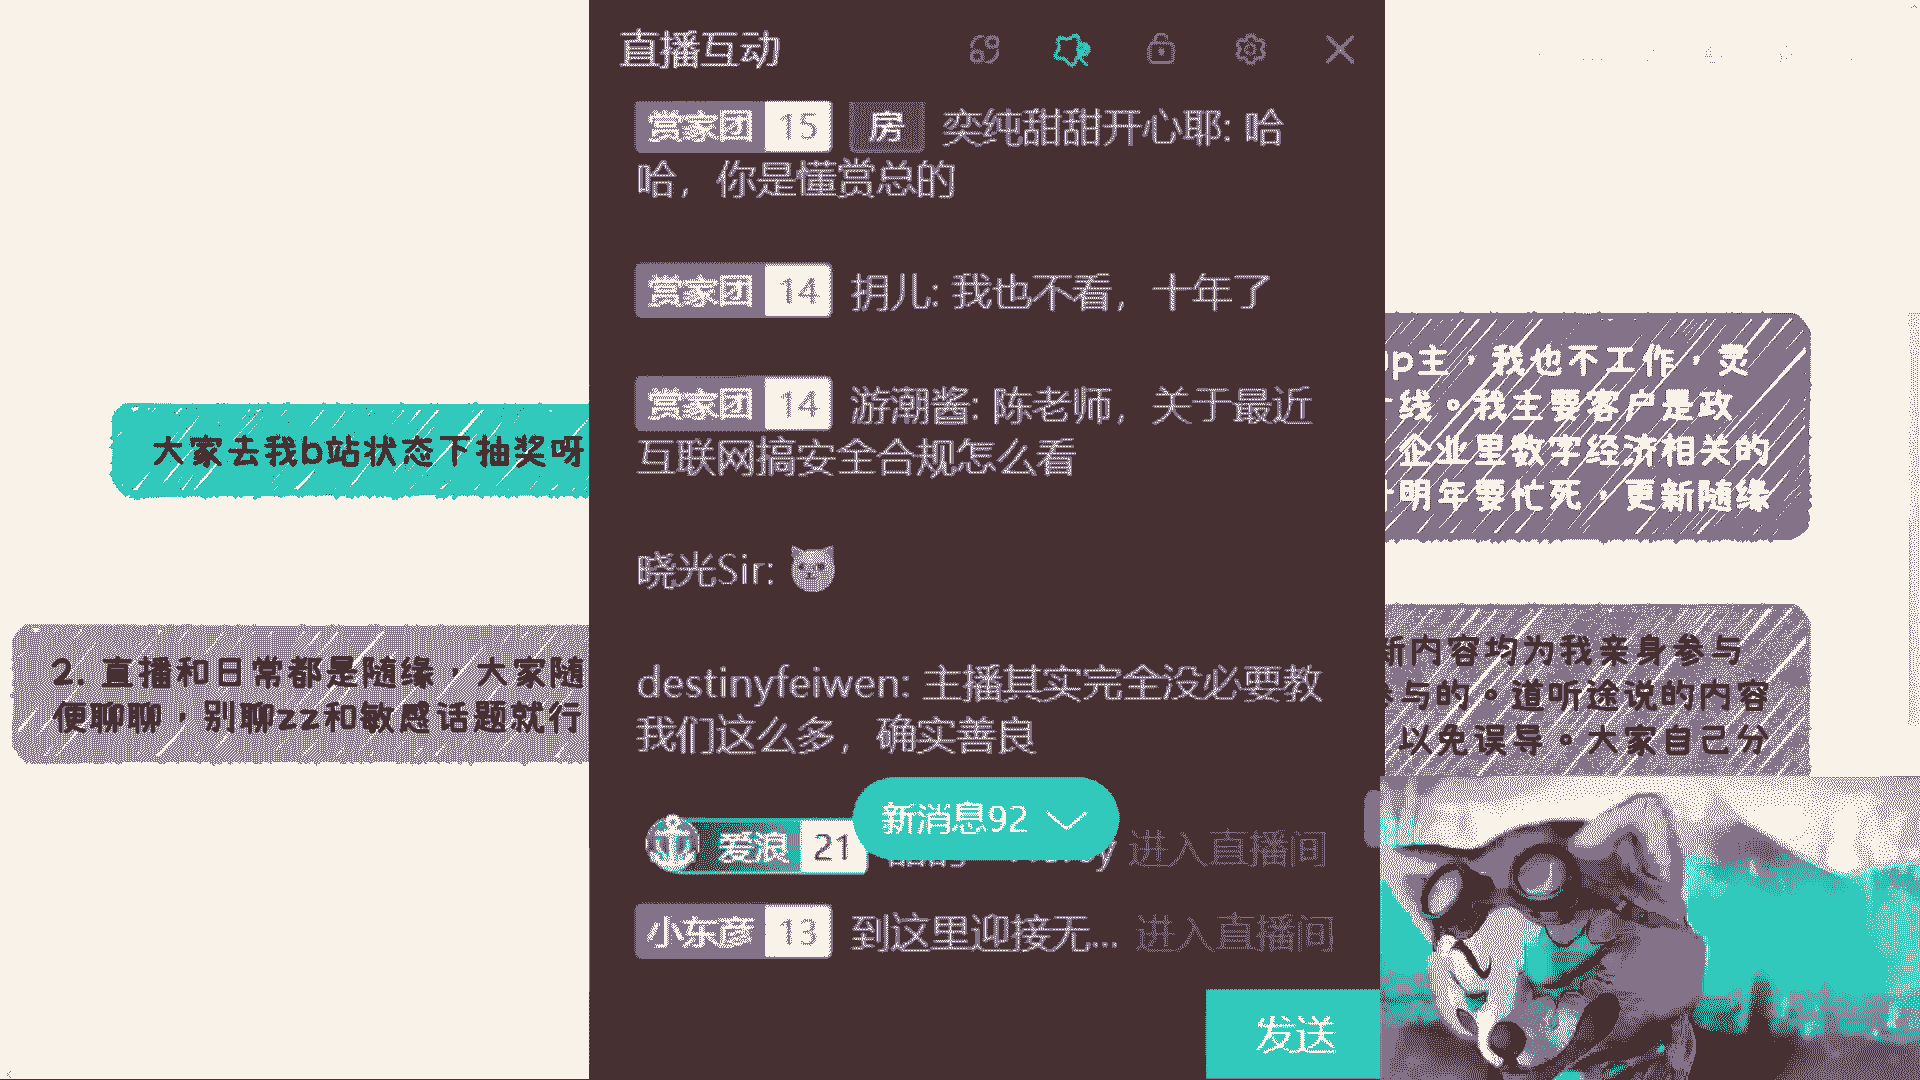 直播互动
赏家团 15 房 奕纯甜甜开心耶: 哈
哈，你是懂赏总的
赏家团 14 抈儿: 我也不看，十年了
赏家团 14 游潮酱: 陈老师，关于最近
互联网搞安全合规怎么看
晓光Sir:
destinyfeiwen: 主播其实完全没必要教
我们这么多，确实善良
新消息92
爱浪 21 进入直播间
小东彦 13 到这里迎接无... 进入直播间
发送
大家去我b站状态下抽奖呀
2. 直播和日常都是随缘，大家随
便聊聊，别聊zz和敏感话题就行
up主，我也不工作，灵
线。我主要客户是政
企业里数字经济相关的
明年要忙死，更新随缘
新内容均为我亲身参与
参与的。道听途说的内容
以免误导。大家自己分